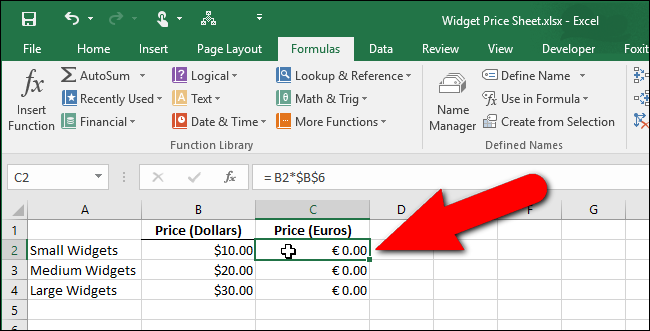 Widget Price Sheet.xlsx - Excel
File Home Insert Page Layout Formulas Data Review View Developer Foxit
fx Σ AutoSum Logical Lookup & Reference Define Name
Insert Function Recently Used Text Math & Trig Name Manager Use in Formula
Financial Date & Time More Functions Create from Selection
Function Library Defined Names
C2 fx = B2*$B$6
A B C D E F G
1 Price (Dollars) Price (Euros)
2 Small Widgets $10.00 € 0.00
3 Medium Widgets $20.00 € 0.00
4 Large Widgets $30.00 € 0.00
5
6